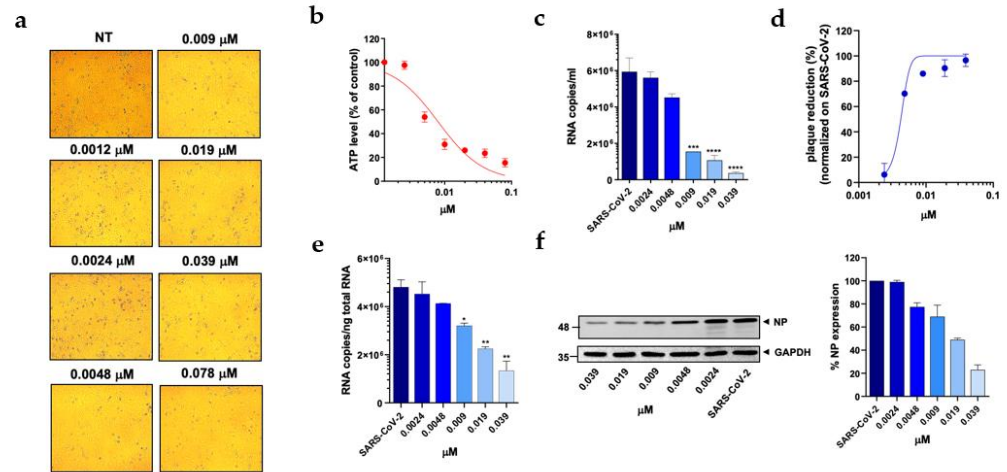 a
NT
0.009 μM
0.0012 μM
0.019 μM
0.0024 μM
0.039 μM
0.0048 μM
0.078 μM
b
ATP level (% of control)
120
100
80
60
40
20
0
0.01
0.1
μM
c
RNA copies/ml
8×10⁶
6×10⁶
4×10⁶
2×10⁶
0
***
****
****
SARS-CoV-2
0.0024
0.0048
0.009
0.019
0.039
μM
d
plaque reduction (%)
(normalized on SARS-CoV-2)
120
100
80
60
40
20
0
0.001
0.01
0.1
μM
e
RNA copies/ng total RNA
6×10⁶
4×10⁶
2×10⁶
0
*
**
**
SARS-CoV-2
0.0024
0.0048
0.009
0.019
0.039
μM
f
48
NP
35
GAPDH
0.039
0.019
0.009
0.0048
0.0024
SARS-CoV-2
μM
% NP expression
120
100
80
60
40
20
0
SARS-CoV-2
0.0024
0.0048
0.009
0.019
0.039
μM